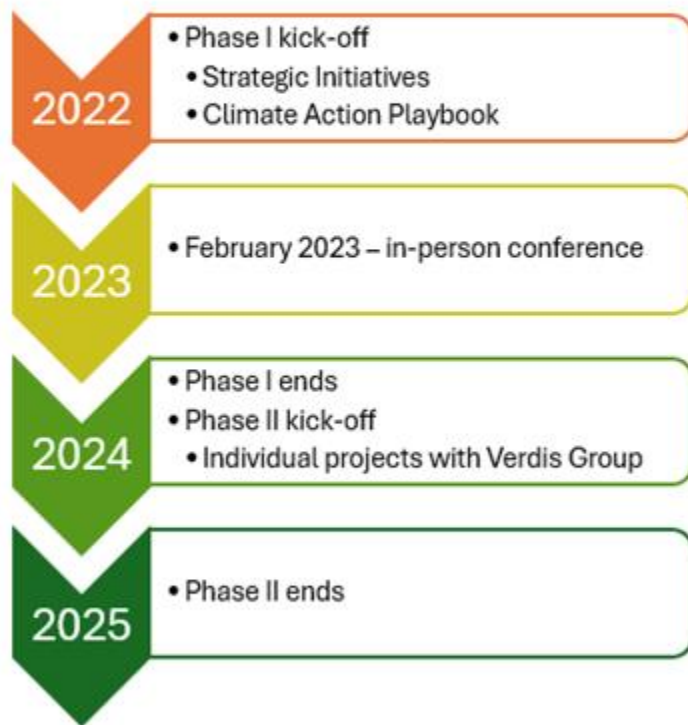 2022
• Phase I kick-off
• Strategic Initiatives
• Climate Action Playbook
2023
• February 2023 – in-person conference
2024
• Phase I ends
• Phase II kick-off
• Individual projects with Verdis Group
2025
• Phase II ends